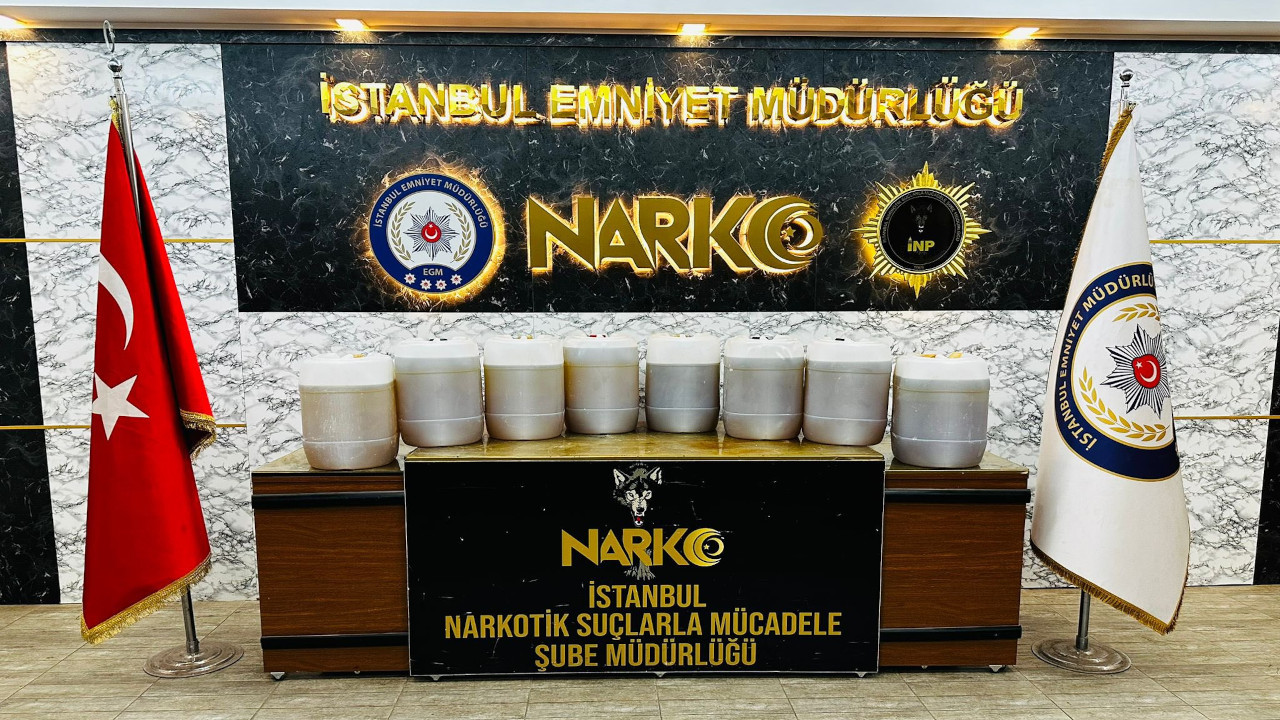 İSTANBUL EMNİYET MÜDÜRLÜĞÜ
İSTANBUL EMNİYET MÜDÜRLÜĞÜ
EGM
NARKO
İNP
İSTANBUL EMNİYET MÜDÜRLÜ
NARKO
İSTANBUL
NARKOTİK SUÇLARLA MÜCADELE
ŞUBE MÜDÜRLÜĞÜ